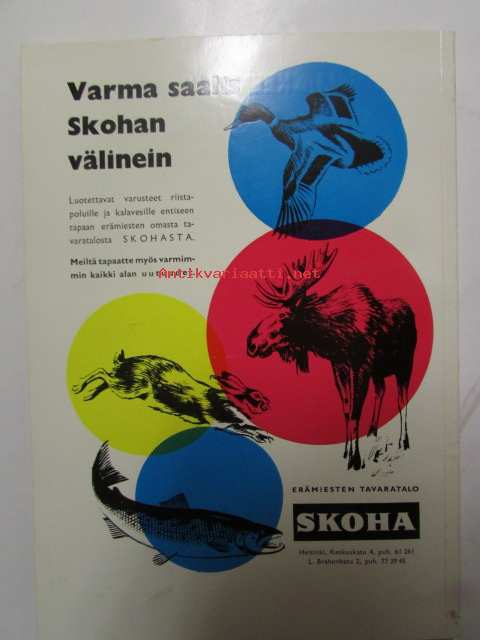 Varma saalis
Skohan
välinein
Luotettavat varusteet riista-
poluille ja kalavesille entiseen
tapaan erämiesten omasta ta-
varatalosta SKOHASTA.
Meiltä tapaatte myös varmim-
min kaikki alan uutuudet.
Antikvariaatti.net
ERÄMIESTEN TAVARATALO
SKOHA
Helsinki, Keskuskatu 4, puh. 61 281
L. Brahenkatu 2, puh. 77 39 45